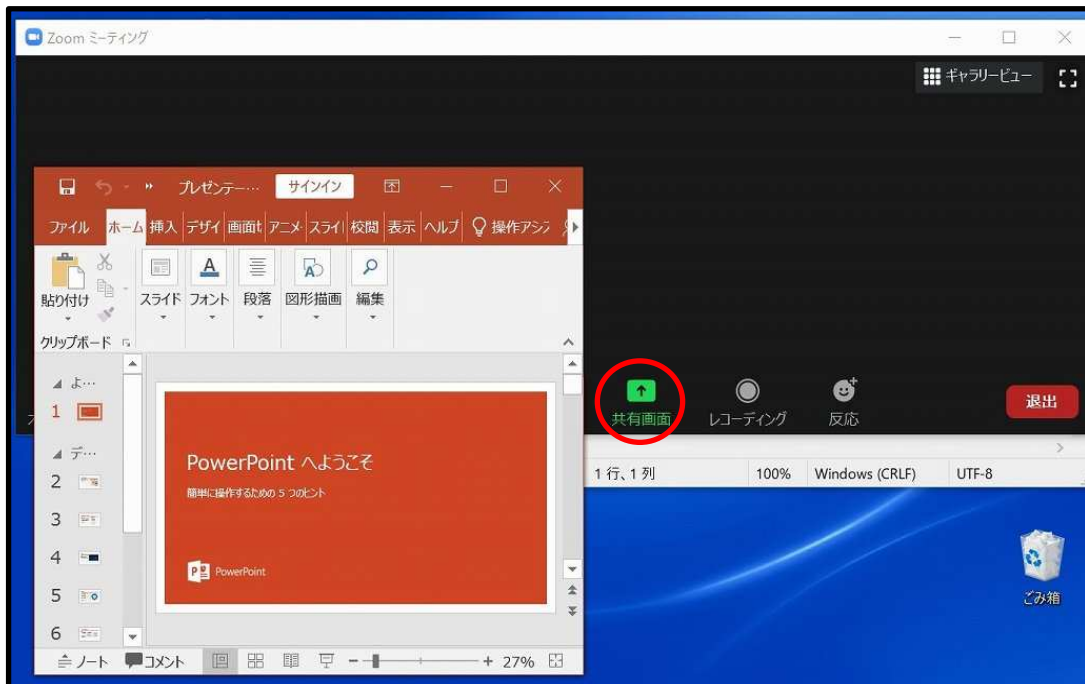 Zoom ミーティング
ギャラリービュー
プレゼンテー…
サインイン
ファイル ホーム 挿入 デザイ 画面 アニメ スライ 校閲 表示 ヘルプ 操作アシ
貼り付け スライド フォント 段落 図形描画 編集
クリップボード
よ…
1
デ…
2
3
4
5
6
PowerPoint へようこそ
簡単に操作するための 5 つのヒント
PowerPoint
ノート コメント 27%
共有画面 レコーディング 反応 退出
1 行、1 列 100% Windows (CRLF) UTF-8
ごみ箱